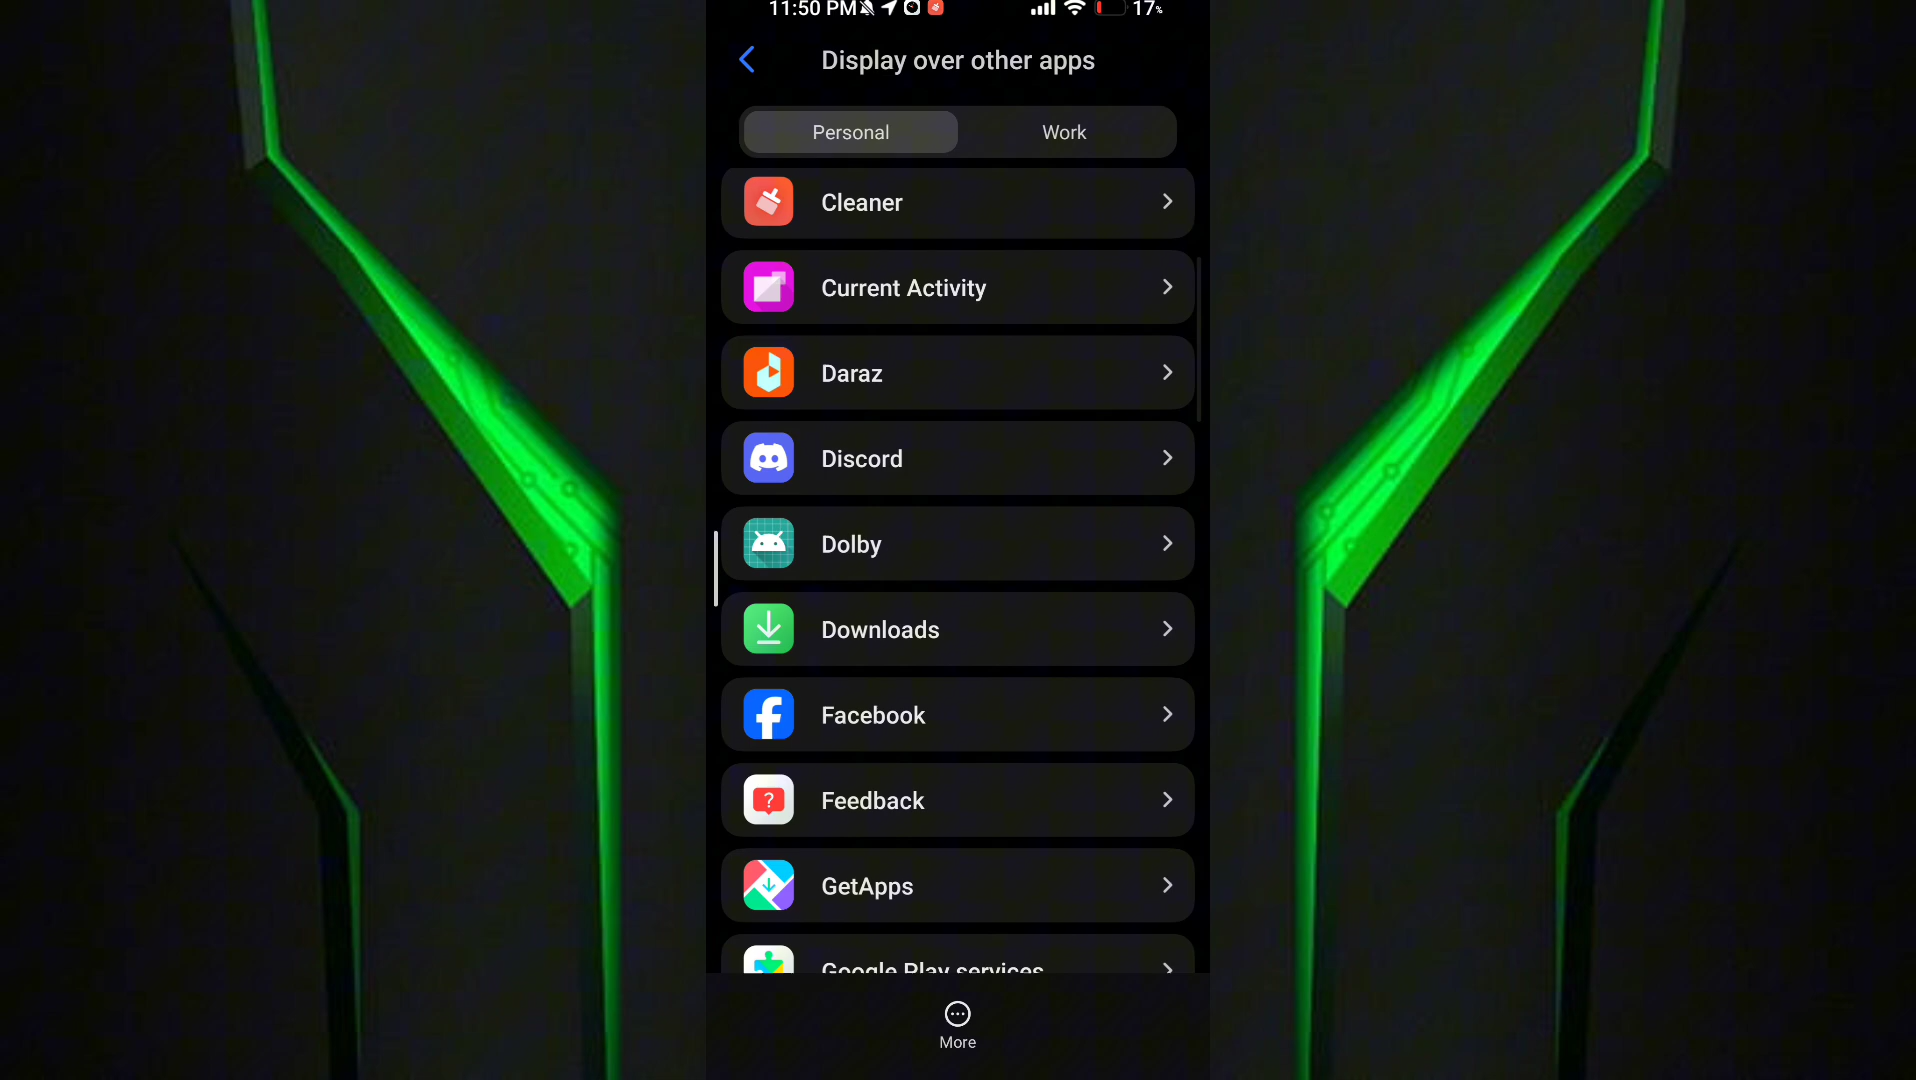 11:50 PM 17%
Display over other apps
Personal Work
Cleaner
Current Activity
Daraz
Discord
Dolby
Downloads
Facebook
? Feedback
GetApps
Google Play services
More